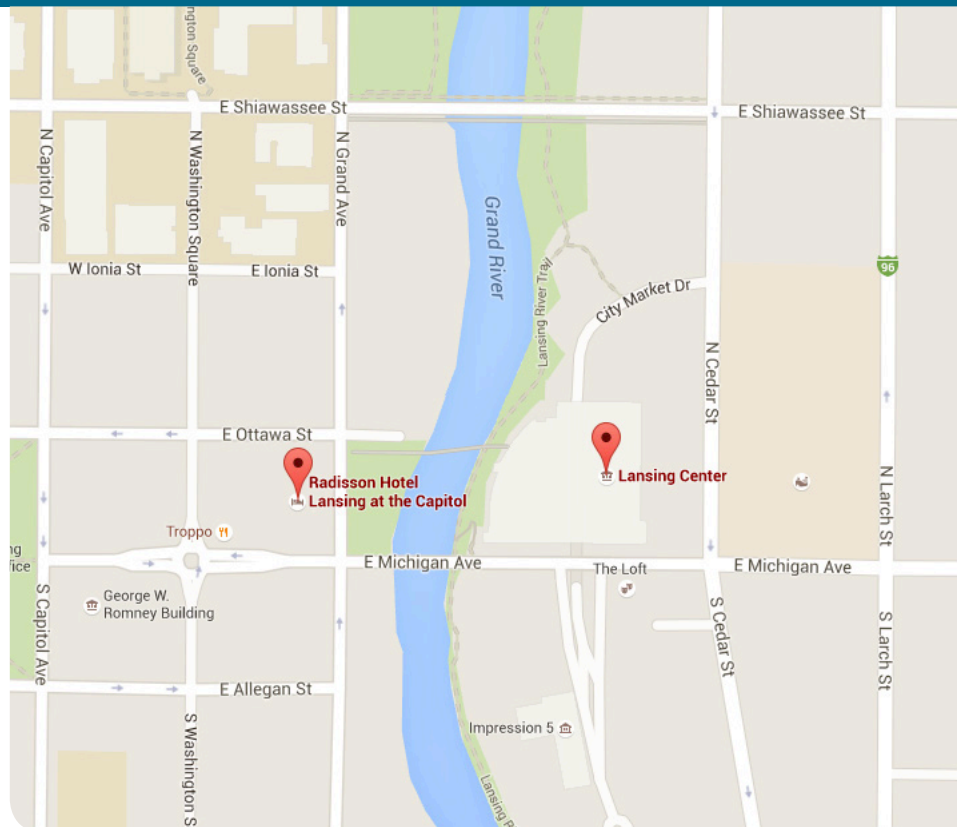 ngton Square
E Shiawassee St
E Shiawassee St
N Capitol Ave
N Washington Square
N Grand Ave
Grand River
W Ionia St
E Ionia St
96
Lansing River Trail
City Market Dr
N Cedar St
E Ottawa St
Radisson Hotel
Lansing at the Capitol
Lansing Center
N Larch St
Troppo
ng
fice
E Michigan Ave
The Loft
E Michigan Ave
George W.
Romney Building
S Capitol Ave
S Cedar St
S Larch St
E Allegan St
S Washington S
Impression 5
Lansing R